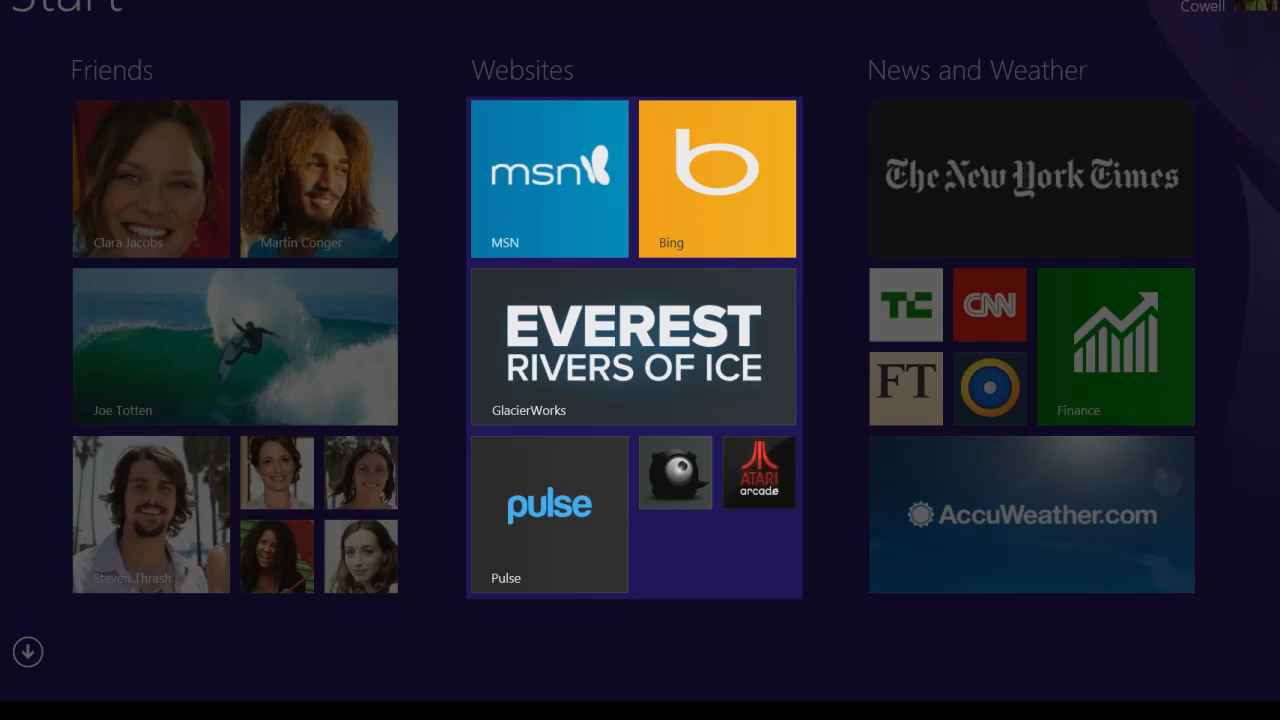 Start
Cowell
Friends
Clara Jacobs
Martin Conger
Joe Totten
Steven Thrash
Websites
msn
MSN
b
Bing
EVEREST
RIVERS OF ICE
GlacierWorks
pulse
Pulse
ATARI
arcade
News and Weather
The New York Times
TC
CNN
FT
Finance
AccuWeather.com